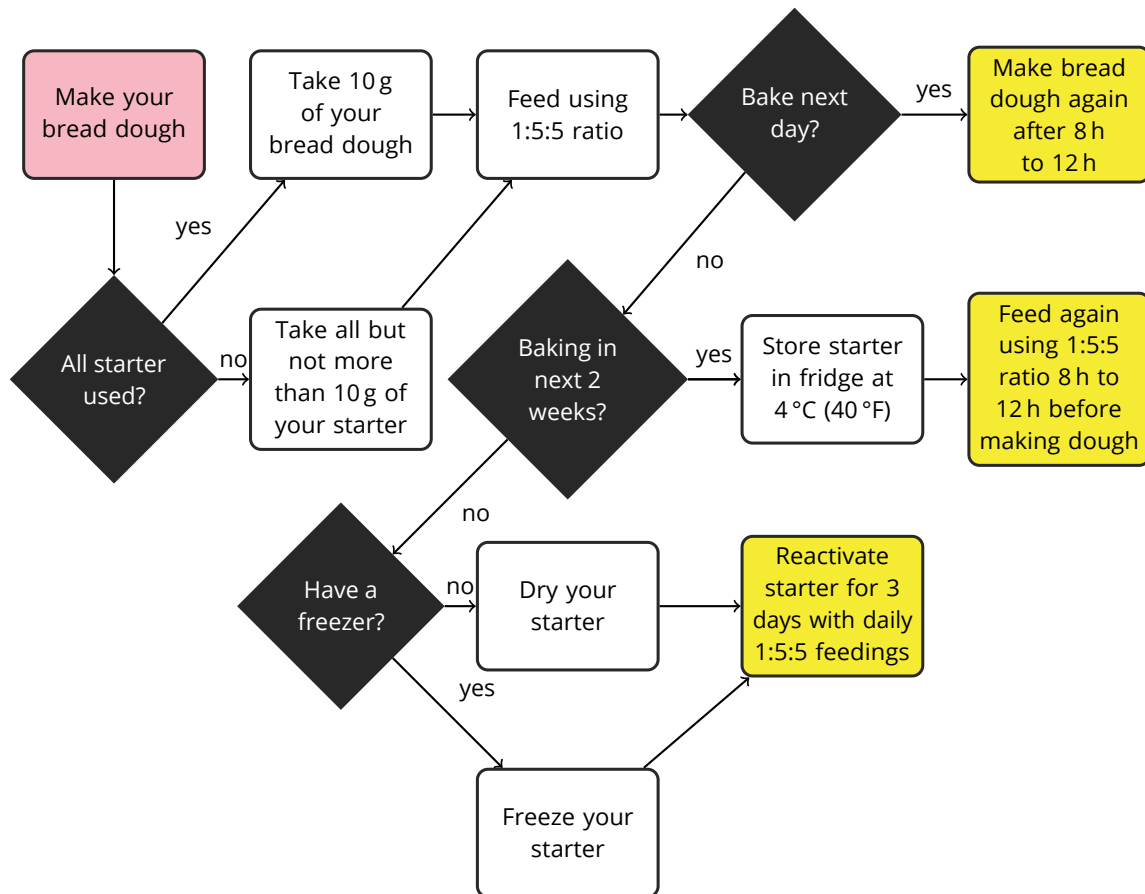 Make your
bread dough
Take 10 g
of your
bread dough
Feed using
1:5:5 ratio
Bake next
day?
yes
Make bread
dough again
after 8 h
to 12 h
yes
no
All starter
used?
no
Take all but
not more
than 10 g of
your starter
Baking in
next 2
weeks?
yes
Store starter
in fridge at
4 °C (40 °F)
Feed again
using 1:5:5
ratio 8 h to
12 h before
making dough
no
Have a
freezer?
no
Dry your
starter
Reactivate
starter for 3
days with daily
1:5:5 feedings
yes
Freeze your
starter